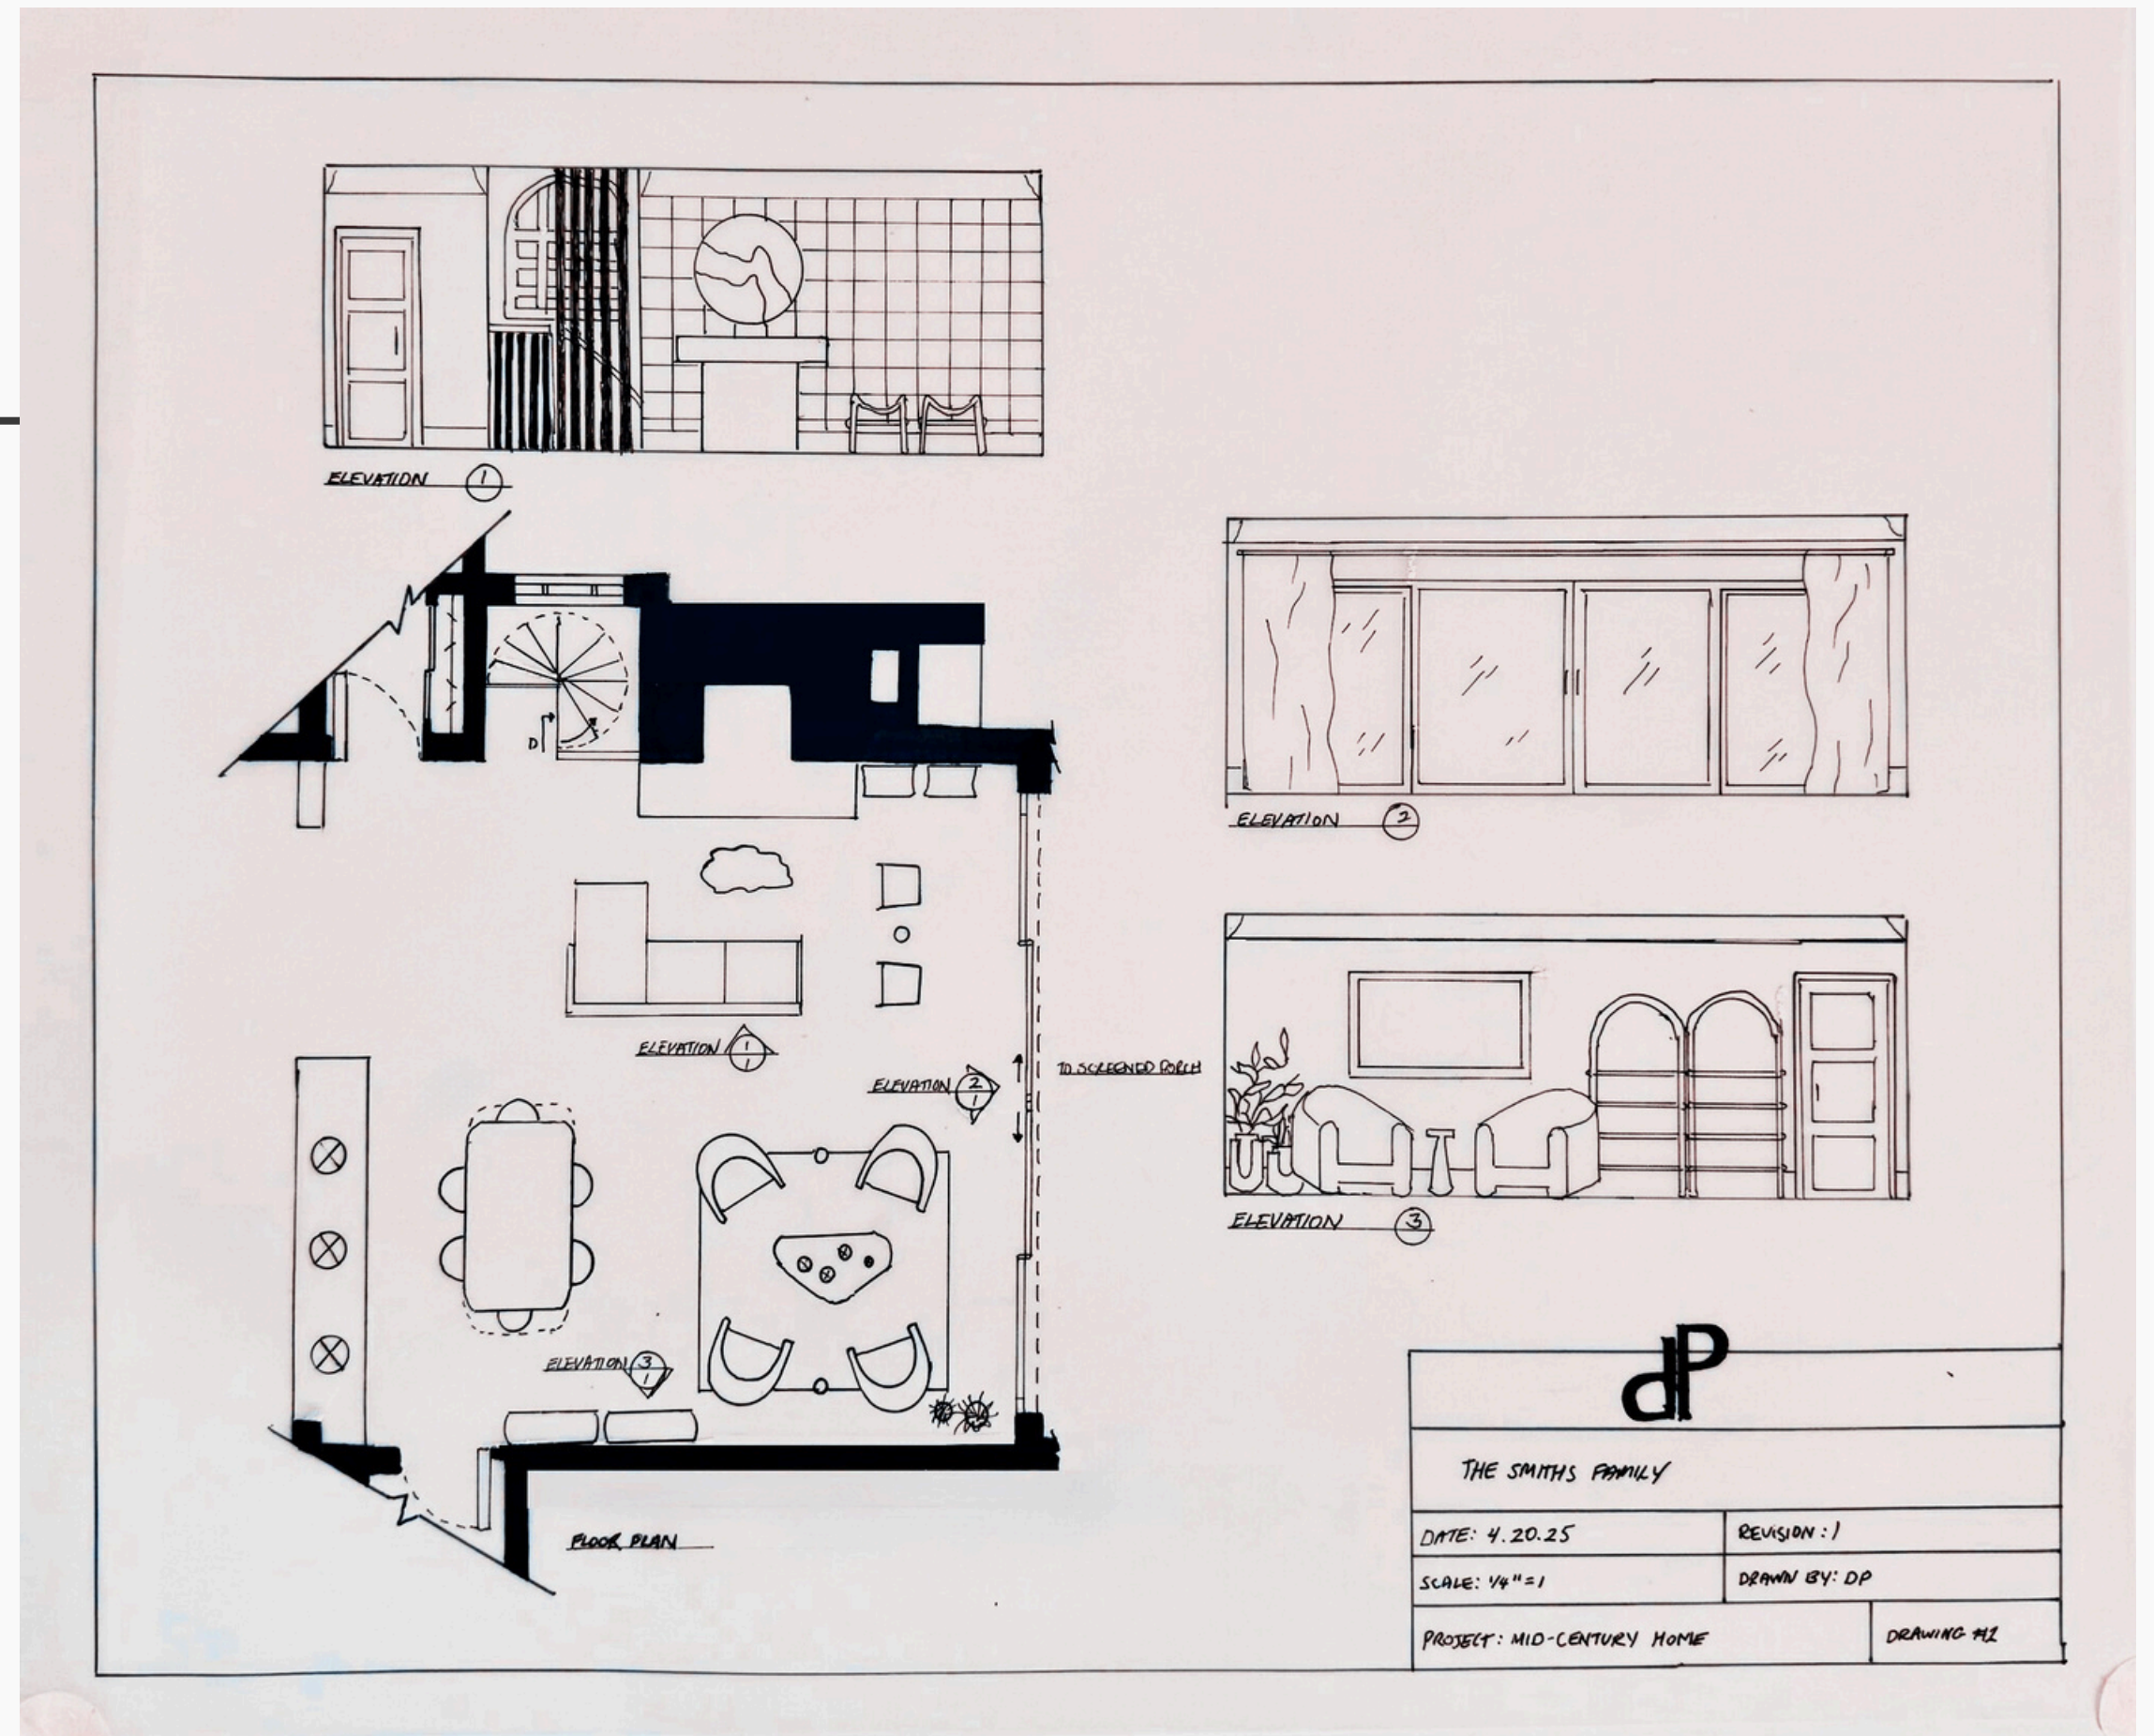 ELEVATION 1
D
ELEVATION 2
ELEVATION 1
1
ELEVATION 2
1
TO SCREENED PORCH
ELEVATION 3
ELEVATION 3
1
FLOOR PLAN
dP
THE SMITHS FAMILY
DATE: 4.20.25
REVISION: 1
SCALE: 1/4"=1
DRAWN BY: DP
PROJECT: MID-CENTURY HOME
DRAWING #1